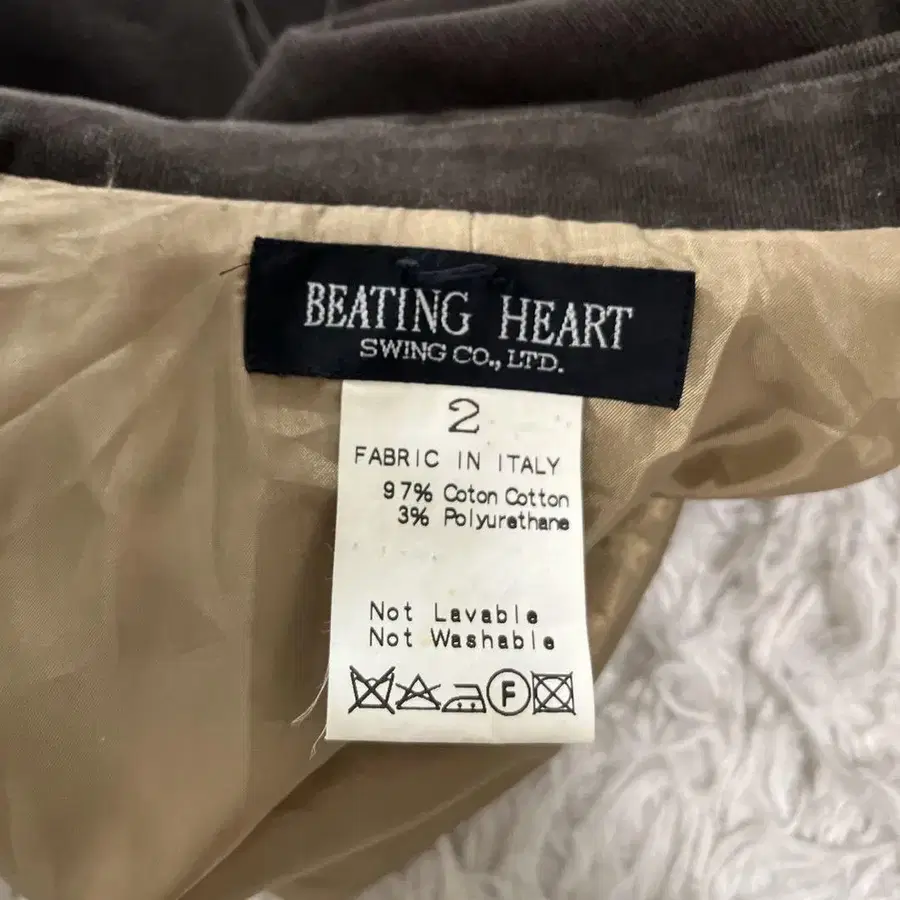 BEATING HEART
SWING CO., LTD.
2
FABRIC IN ITALY
97% Coton Cotton
3% Polyurethane
Not Lavable
Not Washable
F